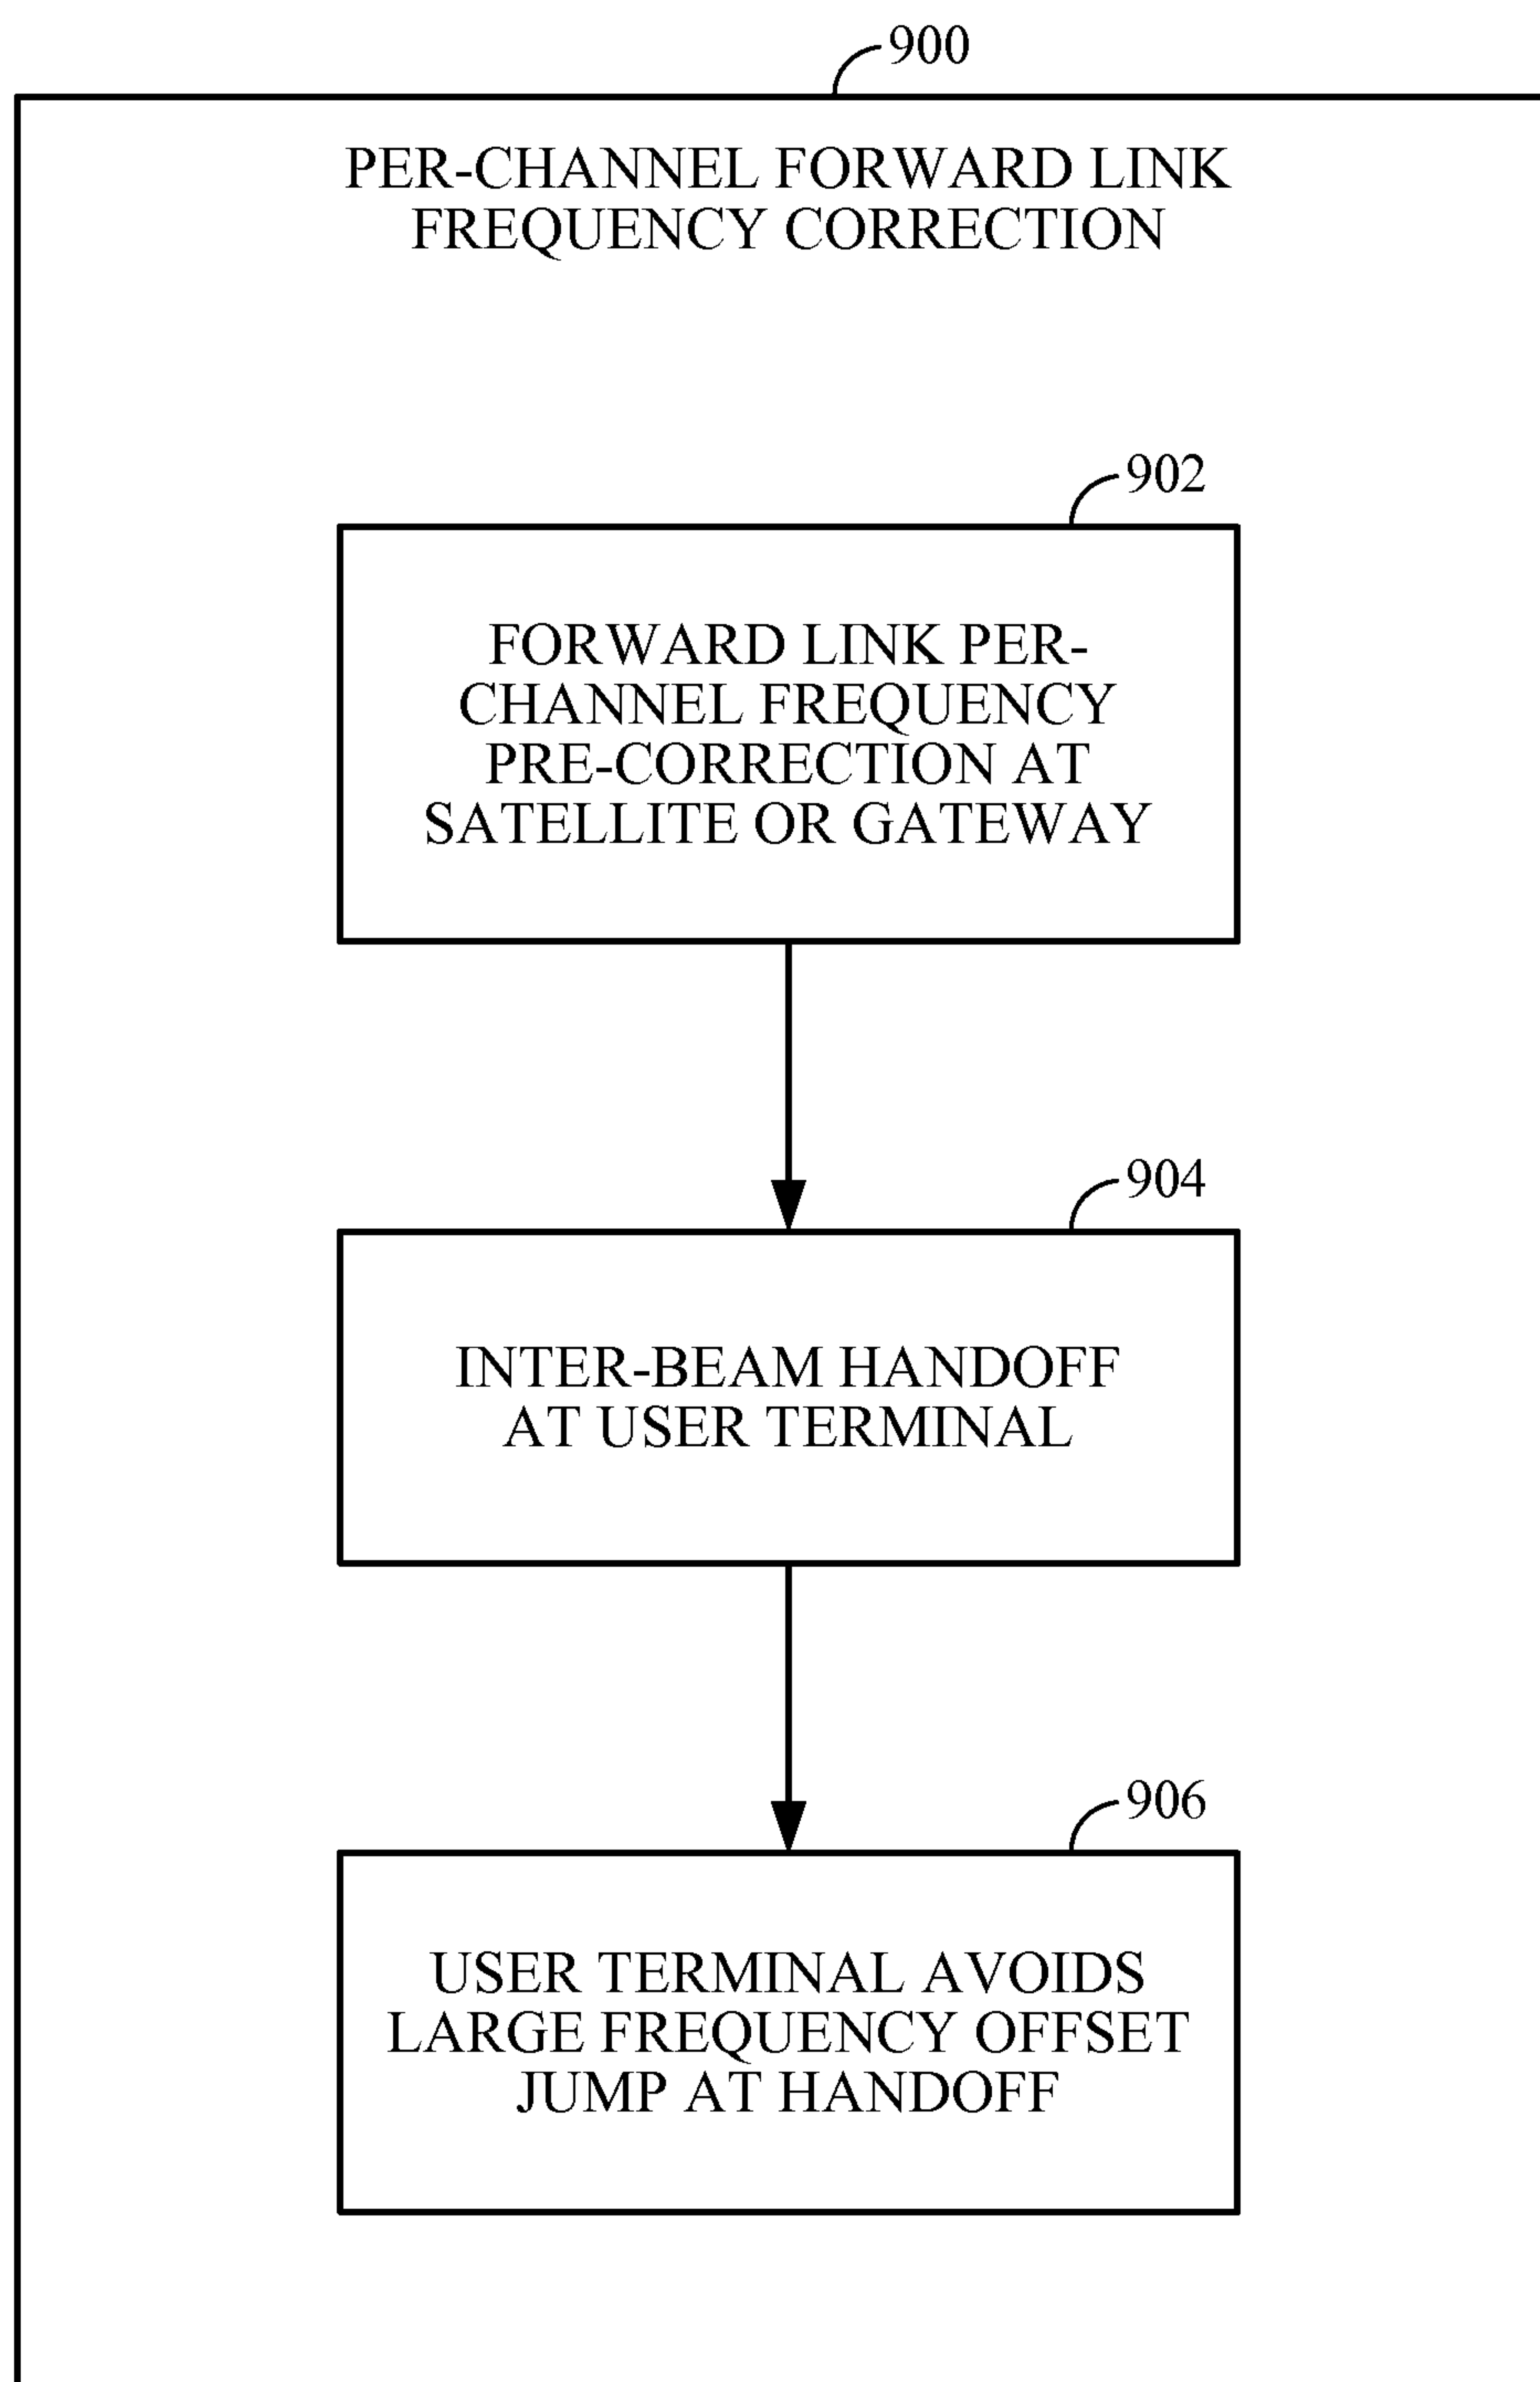 900
PER-CHANNEL FORWARD LINK
FREQUENCY CORRECTION
902
FORWARD LINK PER-
CHANNEL FREQUENCY
PRE-CORRECTION AT
SATELLITE OR GATEWAY
904
INTER-BEAM HANDOFF
AT USER TERMINAL
906
USER TERMINAL AVOIDS
LARGE FREQUENCY OFFSET
JUMP AT HANDOFF